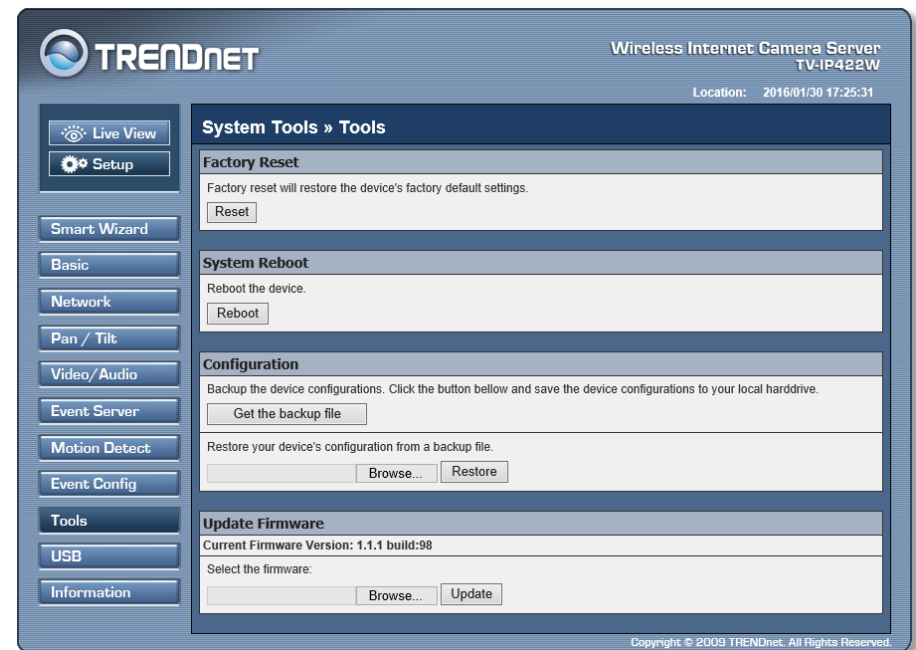 TRENDNET
Wireless Internet Camera Server
TV-IP422W
Location: 2016/01/30 17:25:31
Live View
Setup
Smart Wizard
Basic
Network
Pan / Tilt
Video/Audio
Event Server
Motion Detect
Event Config
Tools
USB
Information
System Tools » Tools
Factory Reset
Factory reset will restore the device's factory default settings.
Reset
System Reboot
Reboot the device.
Reboot
Configuration
Backup the device configurations. Click the button bellow and save the device configurations to your local harddrive.
Get the backup file
Restore your device's configuration from a backup file.
Browse... Restore
Update Firmware
Current Firmware Version: 1.1.1 build:98
Select the firmware:
Browse... Update
Copyright © 2009 TRENDnet. All Rights Reserved.